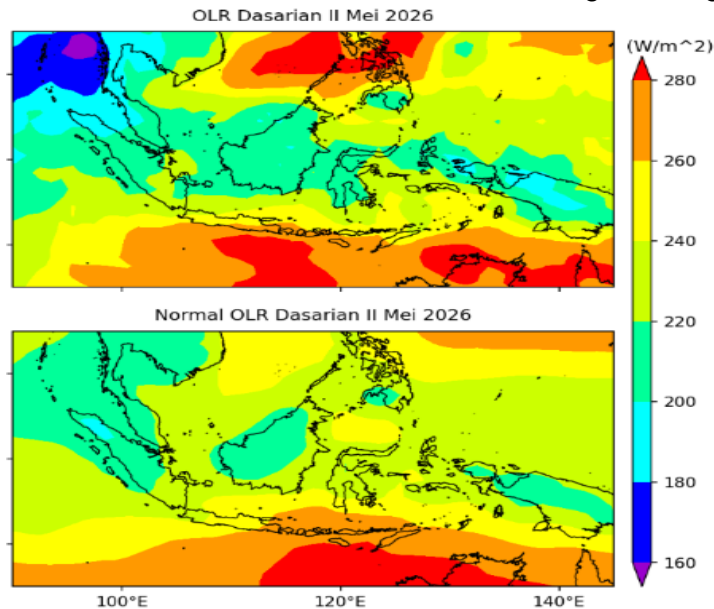 OLR Dasarian II Mei 2026
(W/m^2)
280
260
240
220
200
180
160
Normal OLR Dasarian II Mei 2026
100°E
120°E
140°E